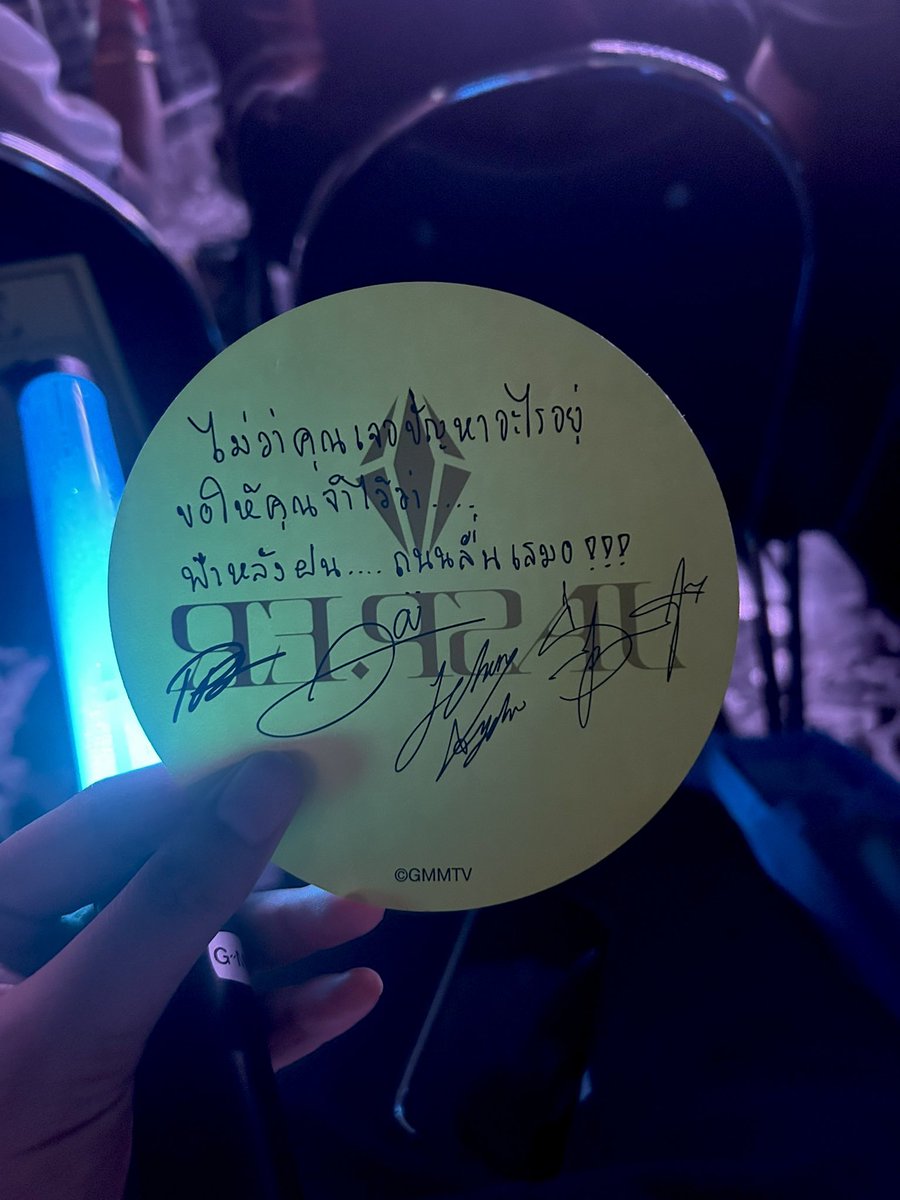 ไม่ว่าคุณเจอปัญหาอะไรอยู่
ขอให้คุณจำไว้ว่า....
ฟ้าหลังฝน.... ถนนลื่นเสมอ!!!
JASP.ER
©GMMTV
G-